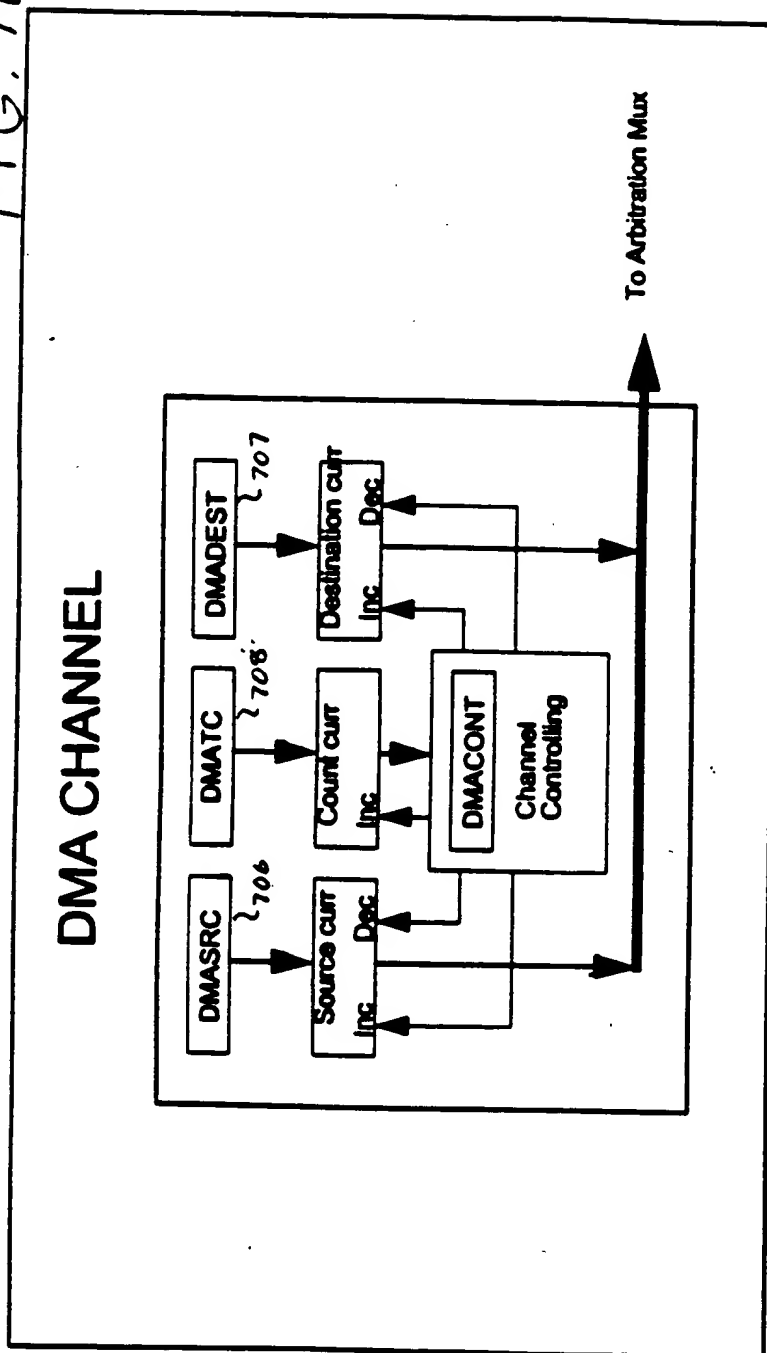 DMA CHANNEL
DMASRC
706
DMATC
708
DMADEST
707
Source curr
Inc
Dec
Count curr
Inc
Destination curr
Inc
Dec
DMACONT
Channel
Controlling
To Arbitration Mux